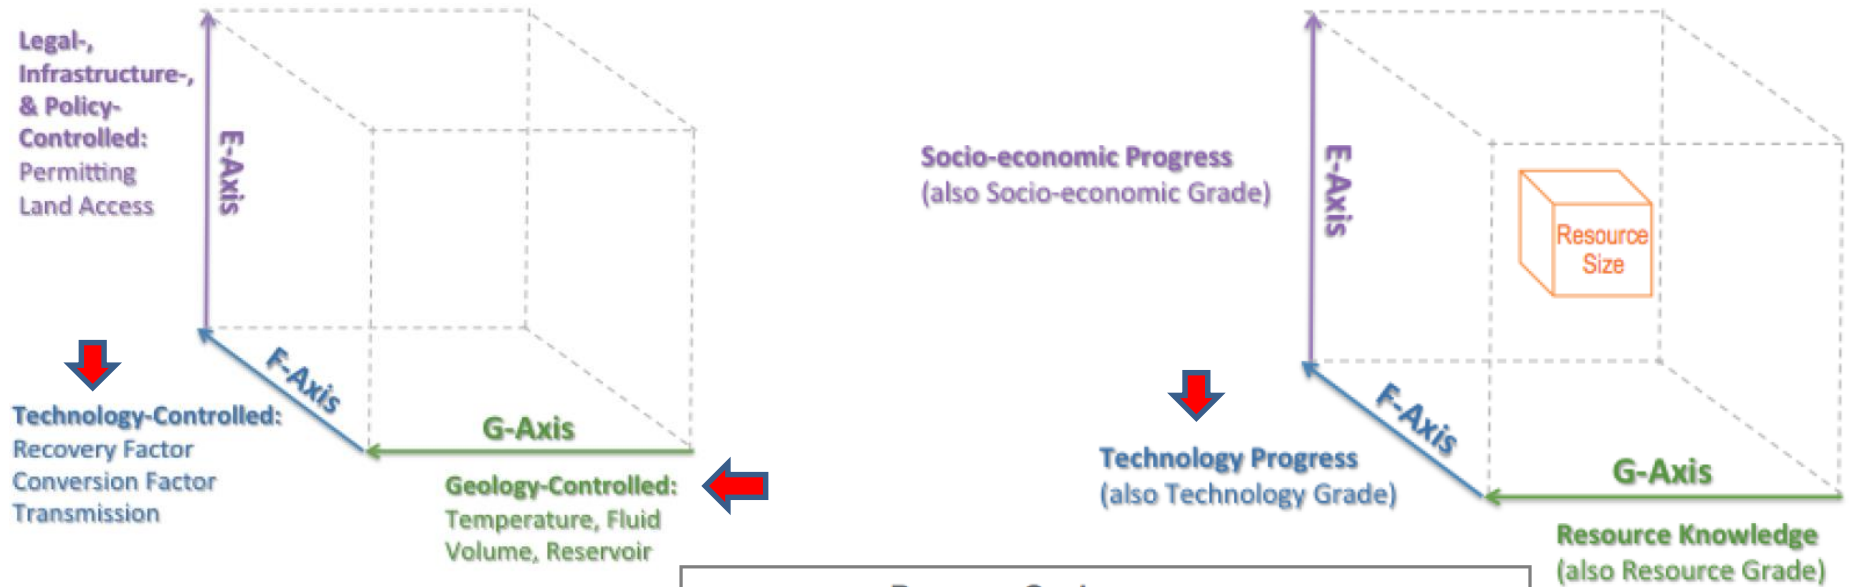 Legal-,
Infrastructure-,
& Policy-
Controlled:
Permitting
Land Access
E-Axis
F-Axis
Technology-Controlled:
Recovery Factor
Conversion Factor
Transmission
G-Axis
Geology-Controlled:
Temperature, Fluid
Volume, Reservoir
Socio-economic Progress
(also Socio-economic Grade)
E-Axis
Resource
Size
F-Axis
Technology Progress
(also Technology Grade)
G-Axis
Resource Knowledge
(also Resource Grade)